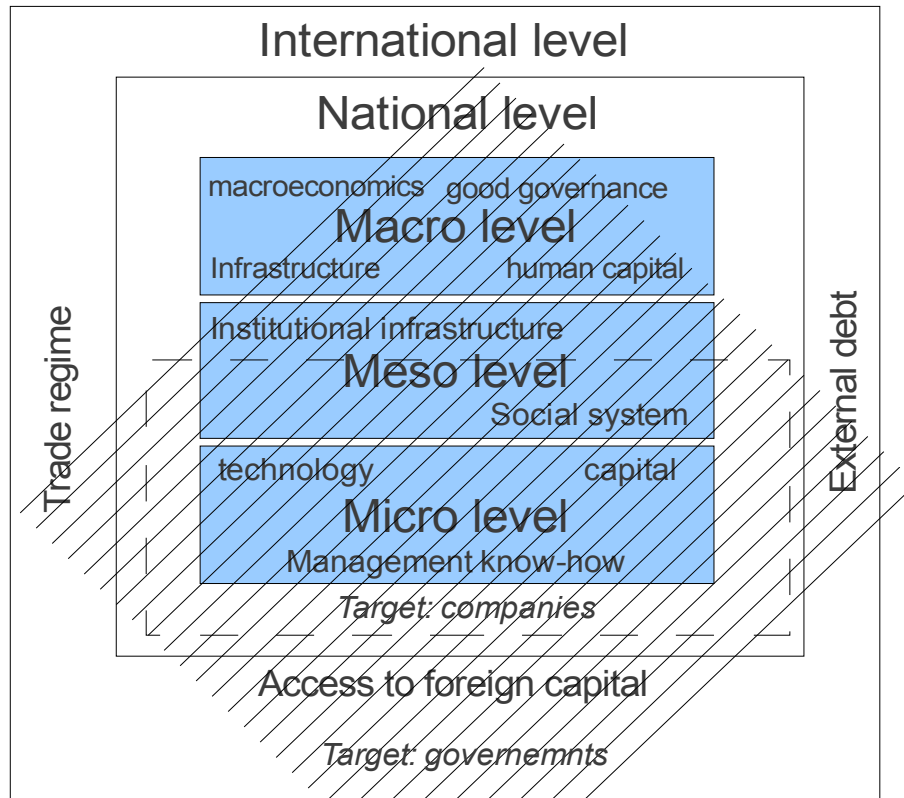 International level
National level
macroeconomics good governance
Macro level
Infrastructure human capital
Institutional infrastructure
Meso level
Social system
technology capital
Micro level
Management know-how
Target: companies
Trade regime
External debt
Access to foreign capital
Target: governemnts